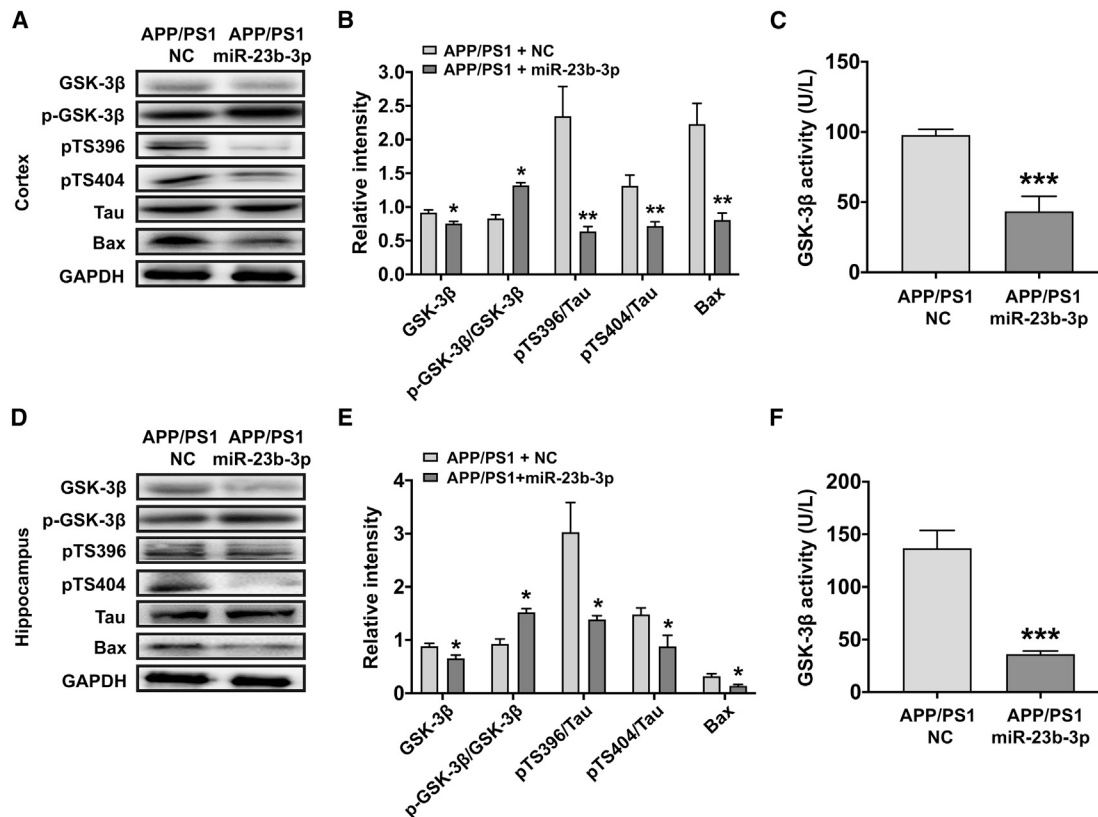 A
APP/PS1 APP/PS1
NC miR-23b-3p
GSK-3β
p-GSK-3β
pTS396
pTS404
Tau
Bax
GAPDH
Cortex
B
APP/PS1 + NC
APP/PS1 + miR-23b-3p
Relative intensity
3.0
2.5
2.0
1.5
1.0
0.5
0.0
* * ** ** **
GSK-3β
p-GSK-3β/GSK-3β
pTS396/Tau
pTS404/Tau
Bax
C
GSK-3β activity (U/L)
150
100
50
0
***
APP/PS1 APP/PS1
NC miR-23b-3p
D
APP/PS1 APP/PS1
NC miR-23b-3p
GSK-3β
p-GSK-3β
pTS396
pTS404
Tau
Bax
GAPDH
Hippocampus
E
APP/PS1 + NC
APP/PS1+miR-23b-3p
Relative intensity
4
3
2
1
0
* * * * *
GSK-3β
p-GSK-3β/GSK-3β
pTS396/Tau
pTS404/Tau
Bax
F
GSK-3β activity (U/L)
200
150
100
50
0
***
APP/PS1 APP/PS1
NC miR-23b-3p